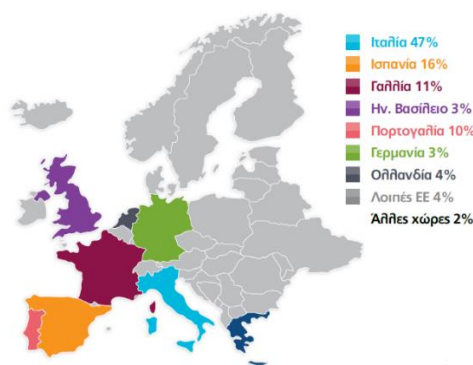 Ιταλία 47%
Ισπανία 16%
Γαλλία 11%
Ην. Βασίλειο 3%
Πορτογαλία 10%
Γερμανία 3%
Ολλανδία 4%
Λοιπές ΕΕ 4%
Άλλες χώρες 2%